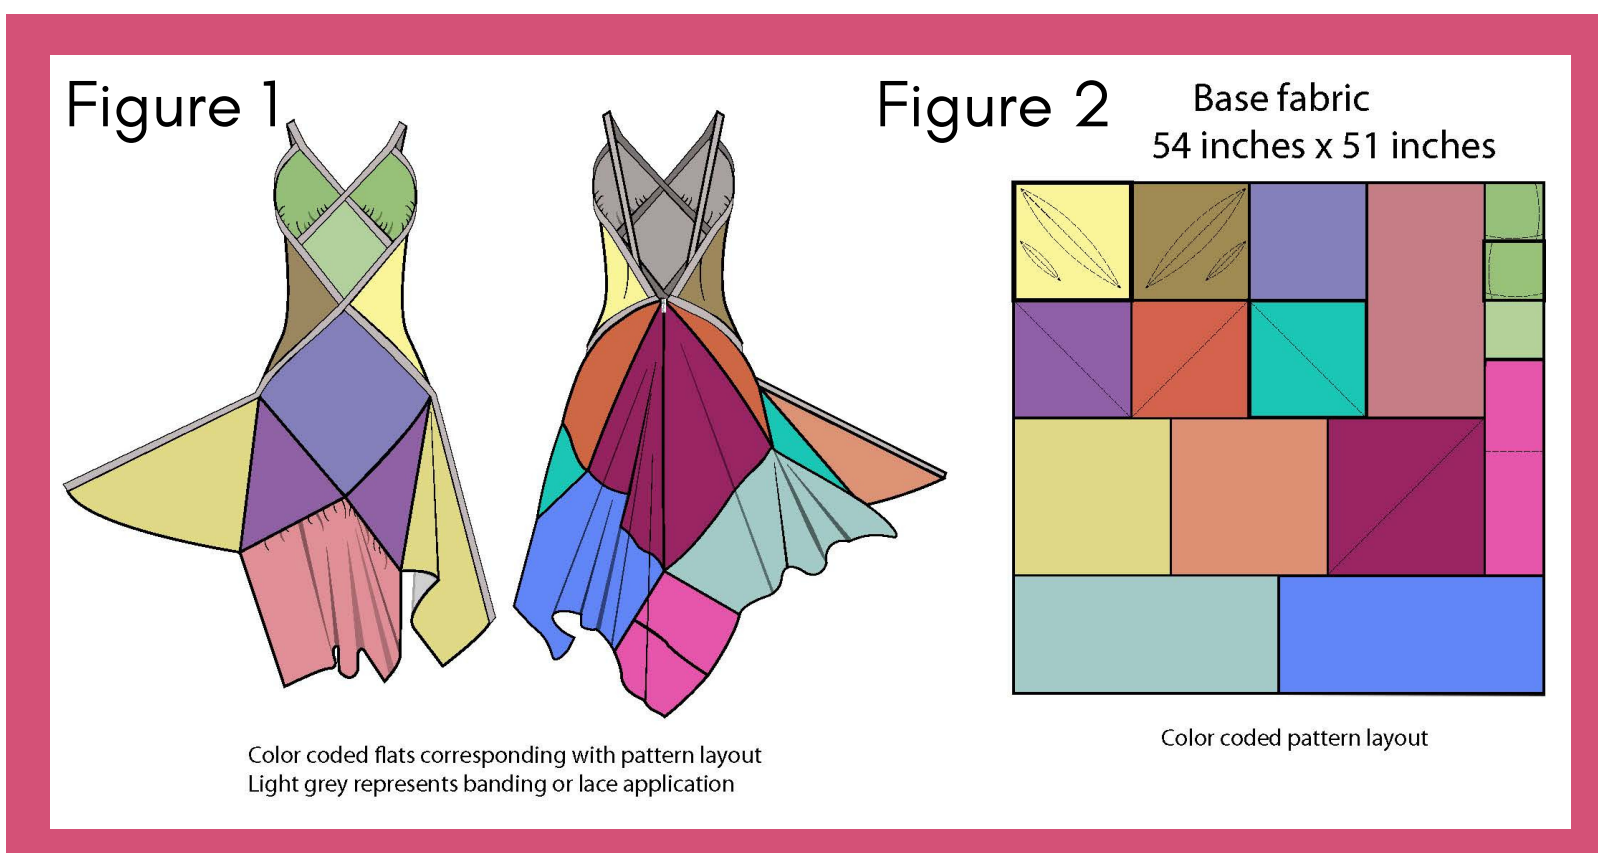 Figure 1
Figure 2
Base fabric
54 inches x 51 inches
Color coded flats corresponding with pattern layout
Light grey represents banding or lace application
Color coded pattern layout